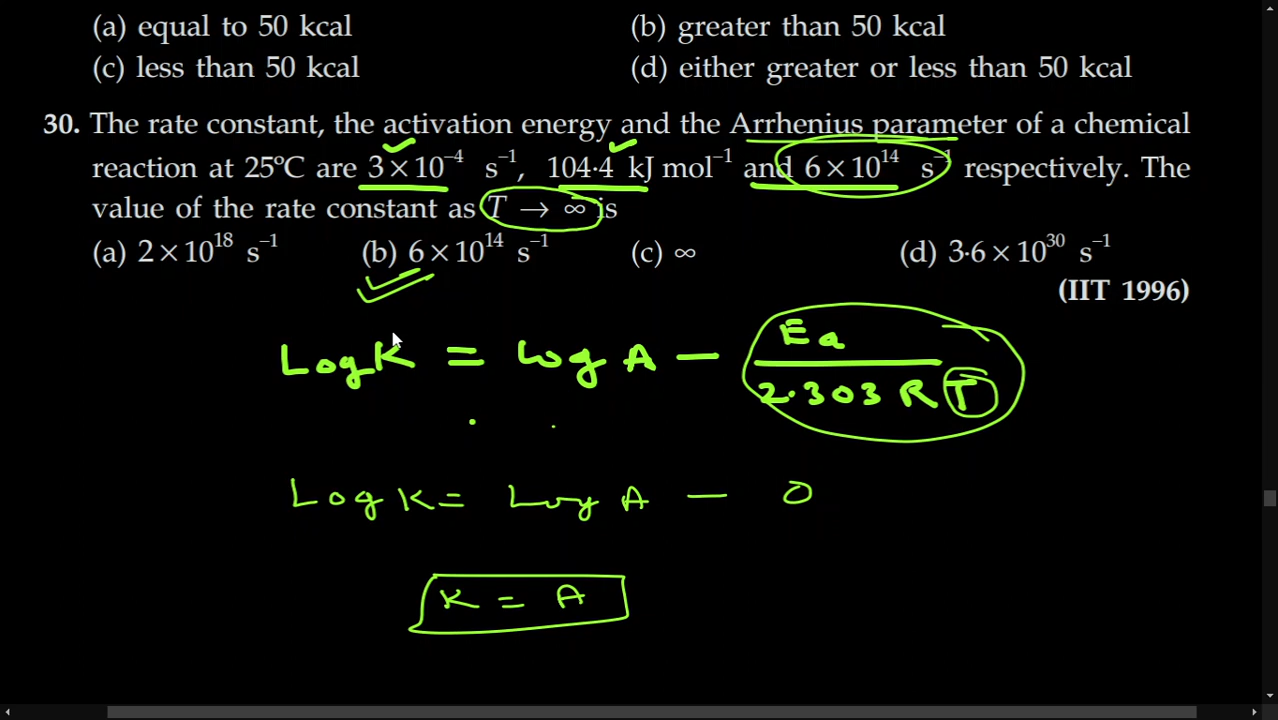 (a) equal to 50 kcal (b) greater than 50 kcal
(c) less than 50 kcal (d) either greater or less than 50 kcal
30. The rate constant, the activation energy and the Arrhenius parameter of a chemical
reaction at 25°C are 3×10⁻⁴ s⁻¹, 104·4 kJ mol⁻¹ and 6×10¹⁴ s⁻¹ respectively. The
value of the rate constant as T → ∞ is
(a) 2×10¹⁸ s⁻¹ (b) 6×10¹⁴ s⁻¹ (c) ∞ (d) 3·6×10³⁰ s⁻¹
(IIT 1996)
Log K = Log A − Ea / 2.303 R T
Log K = Log A − 0
K = A